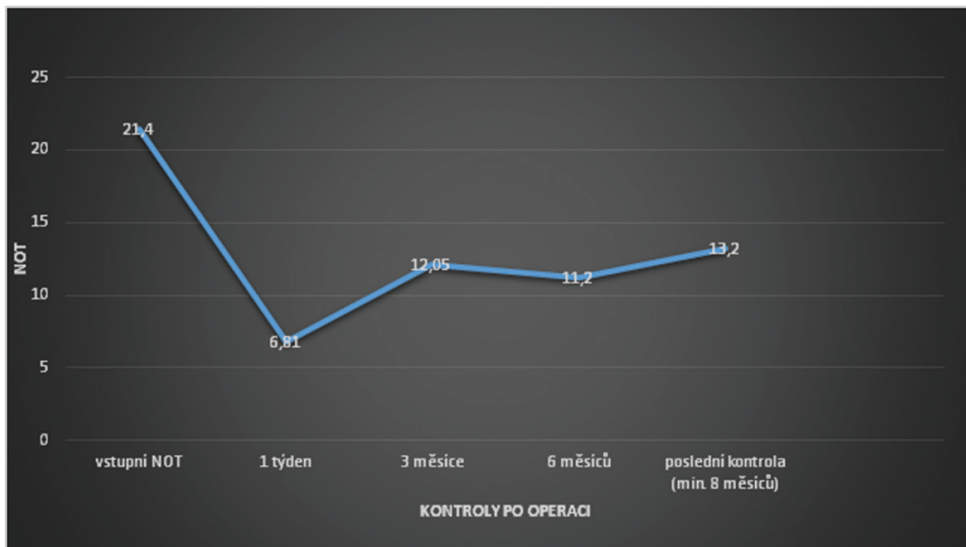 25
20
15
10
5
0
NOT
21,4
6,81
12,05
11,2
13,2
vstupní NOT
1 týden
3 měsíce
6 měsíců
poslední kontrola
(min. 8 měsíců)
KONTROLY PO OPERACI